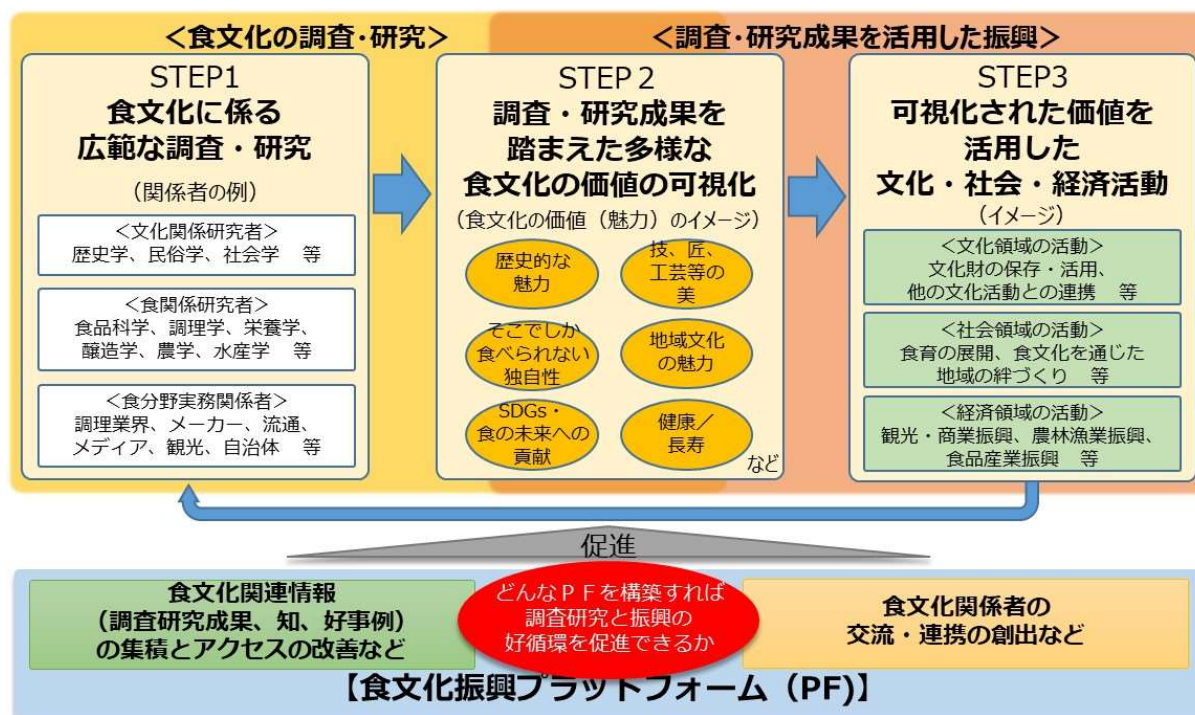 ＜食文化の調査・研究＞
＜調査・研究成果を活用した振興＞
STEP1
食文化に係る
広範な調査・研究
（関係者の例）
＜文化関係研究者＞
歴史学、民俗学、社会学　等
＜食関係研究者＞
食品科学、調理学、栄養学、
醸造学、農学、水産学　等
＜食分野実務関係者＞
調理業界、メーカー、流通、
メディア、観光、自治体　等
STEP２
調査・研究成果を
踏まえた多様な
食文化の価値の可視化
（食文化の価値（魅力）のイメージ）
歴史的な
魅力
技、匠、
工芸等の
美
そこでしか
食べられない
独自性
地域文化
の魅力
SDGs・
食の未来への
貢献
健康／
長寿
など
STEP3
可視化された価値を
活用した
文化・社会・経済活動
（イメージ）
＜文化領域の活動＞
文化財の保存・活用、
他の文化活動との連携　等
＜社会領域の活動＞
食育の展開、食文化を通じた
地域の絆づくり　等
＜経済領域の活動＞
観光・商業振興、農林漁業振興、
食品産業振興　等
促進
食文化関連情報
（調査研究成果、知、好事例）
の集積とアクセスの改善など
どんなＰＦを構築すれば
調査研究と振興の
好循環を促進できるか
食文化関係者の
交流・連携の創出など
【食文化振興プラットフォーム（PF)】